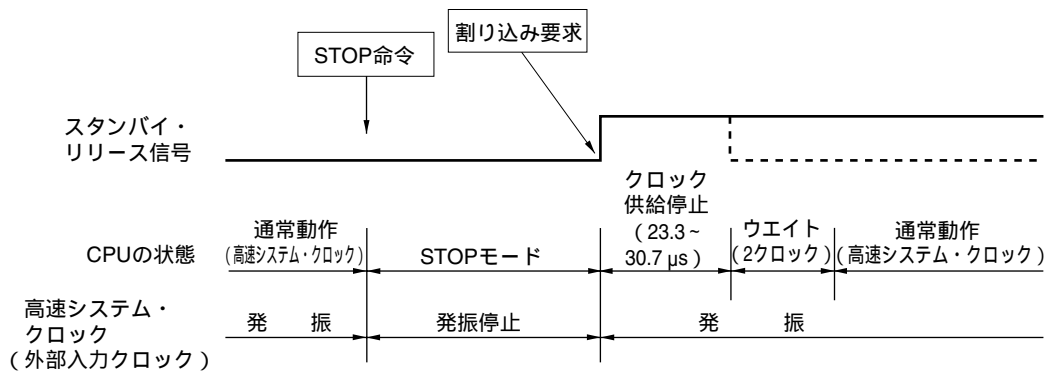 STOP命令
割り込み要求
スタンバイ・
リリース信号
クロック
供給停止
（23.3～
30.7 μs）
CPUの状態
通常動作
（高速システム・クロック）
STOPモード
ウエイト
（2クロック）
通常動作
（高速システム・クロック）
高速システム・
クロック
（外部入力クロック）
発　振
発振停止
発　振